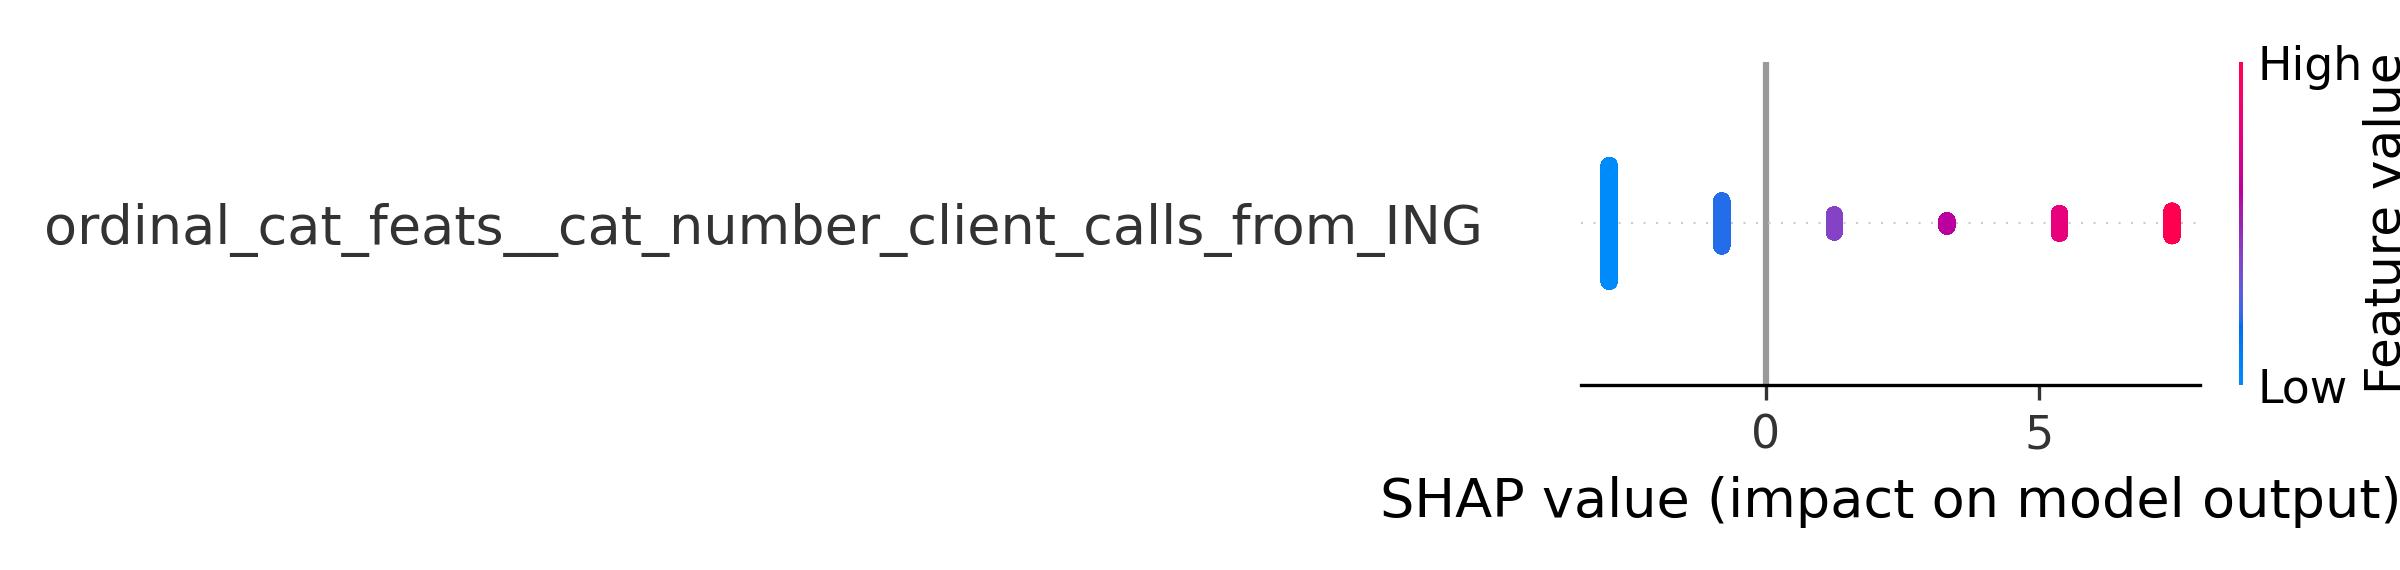 High
ordinal_cat_feats__cat_number_client_calls_from_ING
Feature value
Low
0
5
SHAP value (impact on model output)